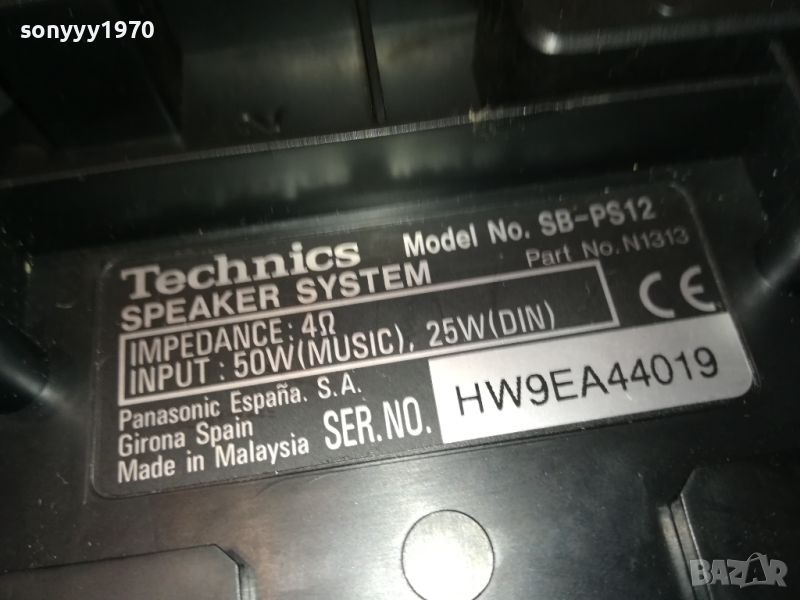 sonyyy1970
Technics Model No. SB-PS12
SPEAKER SYSTEM Part No. N1313
IMPEDANCE: 4Ω
INPUT : 50W(MUSIC), 25W(DIN)
CE
Panasonic España. S.A.
Girona Spain
Made in Malaysia
SER.NO. HW9EA44019
BAZAR